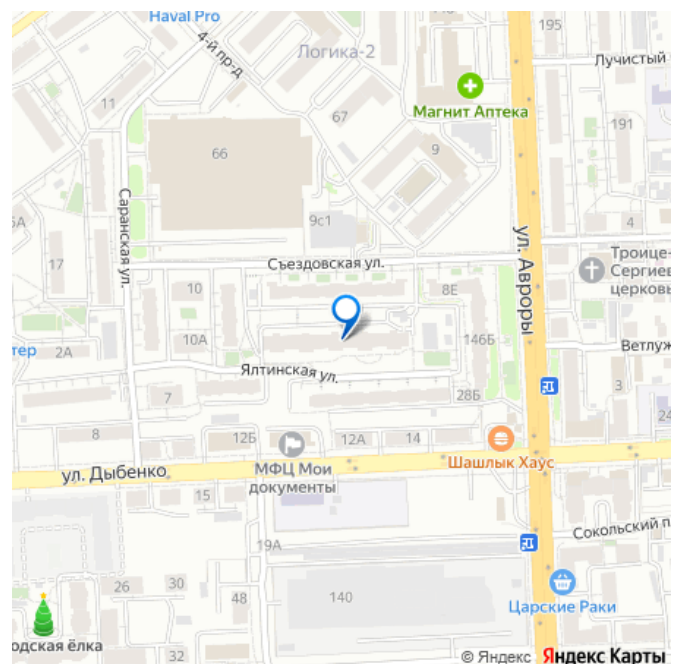 Haval Pro
Логика-2
4-й пр-д
Лучистый
11
67
Магнит Аптека
191
66
9
Саранская ул.
5А
9с1
4
17
Съездовская ул.
ул. Авроры
Троице-
Сергиев
церковь
10
8Е
10А
146Б
тер
2А
Ветлуж
Ялтинская ул.
7
28Б
3
24
8
12Б
12А
14
Шашлык Хаус
ул. Дыбенко
МФЦ Мои
документы
15
Сокольский п
19А
26
30
48
140
Царские Раки
одская ёлка
32
50
© Яндекс Яндекс Карты